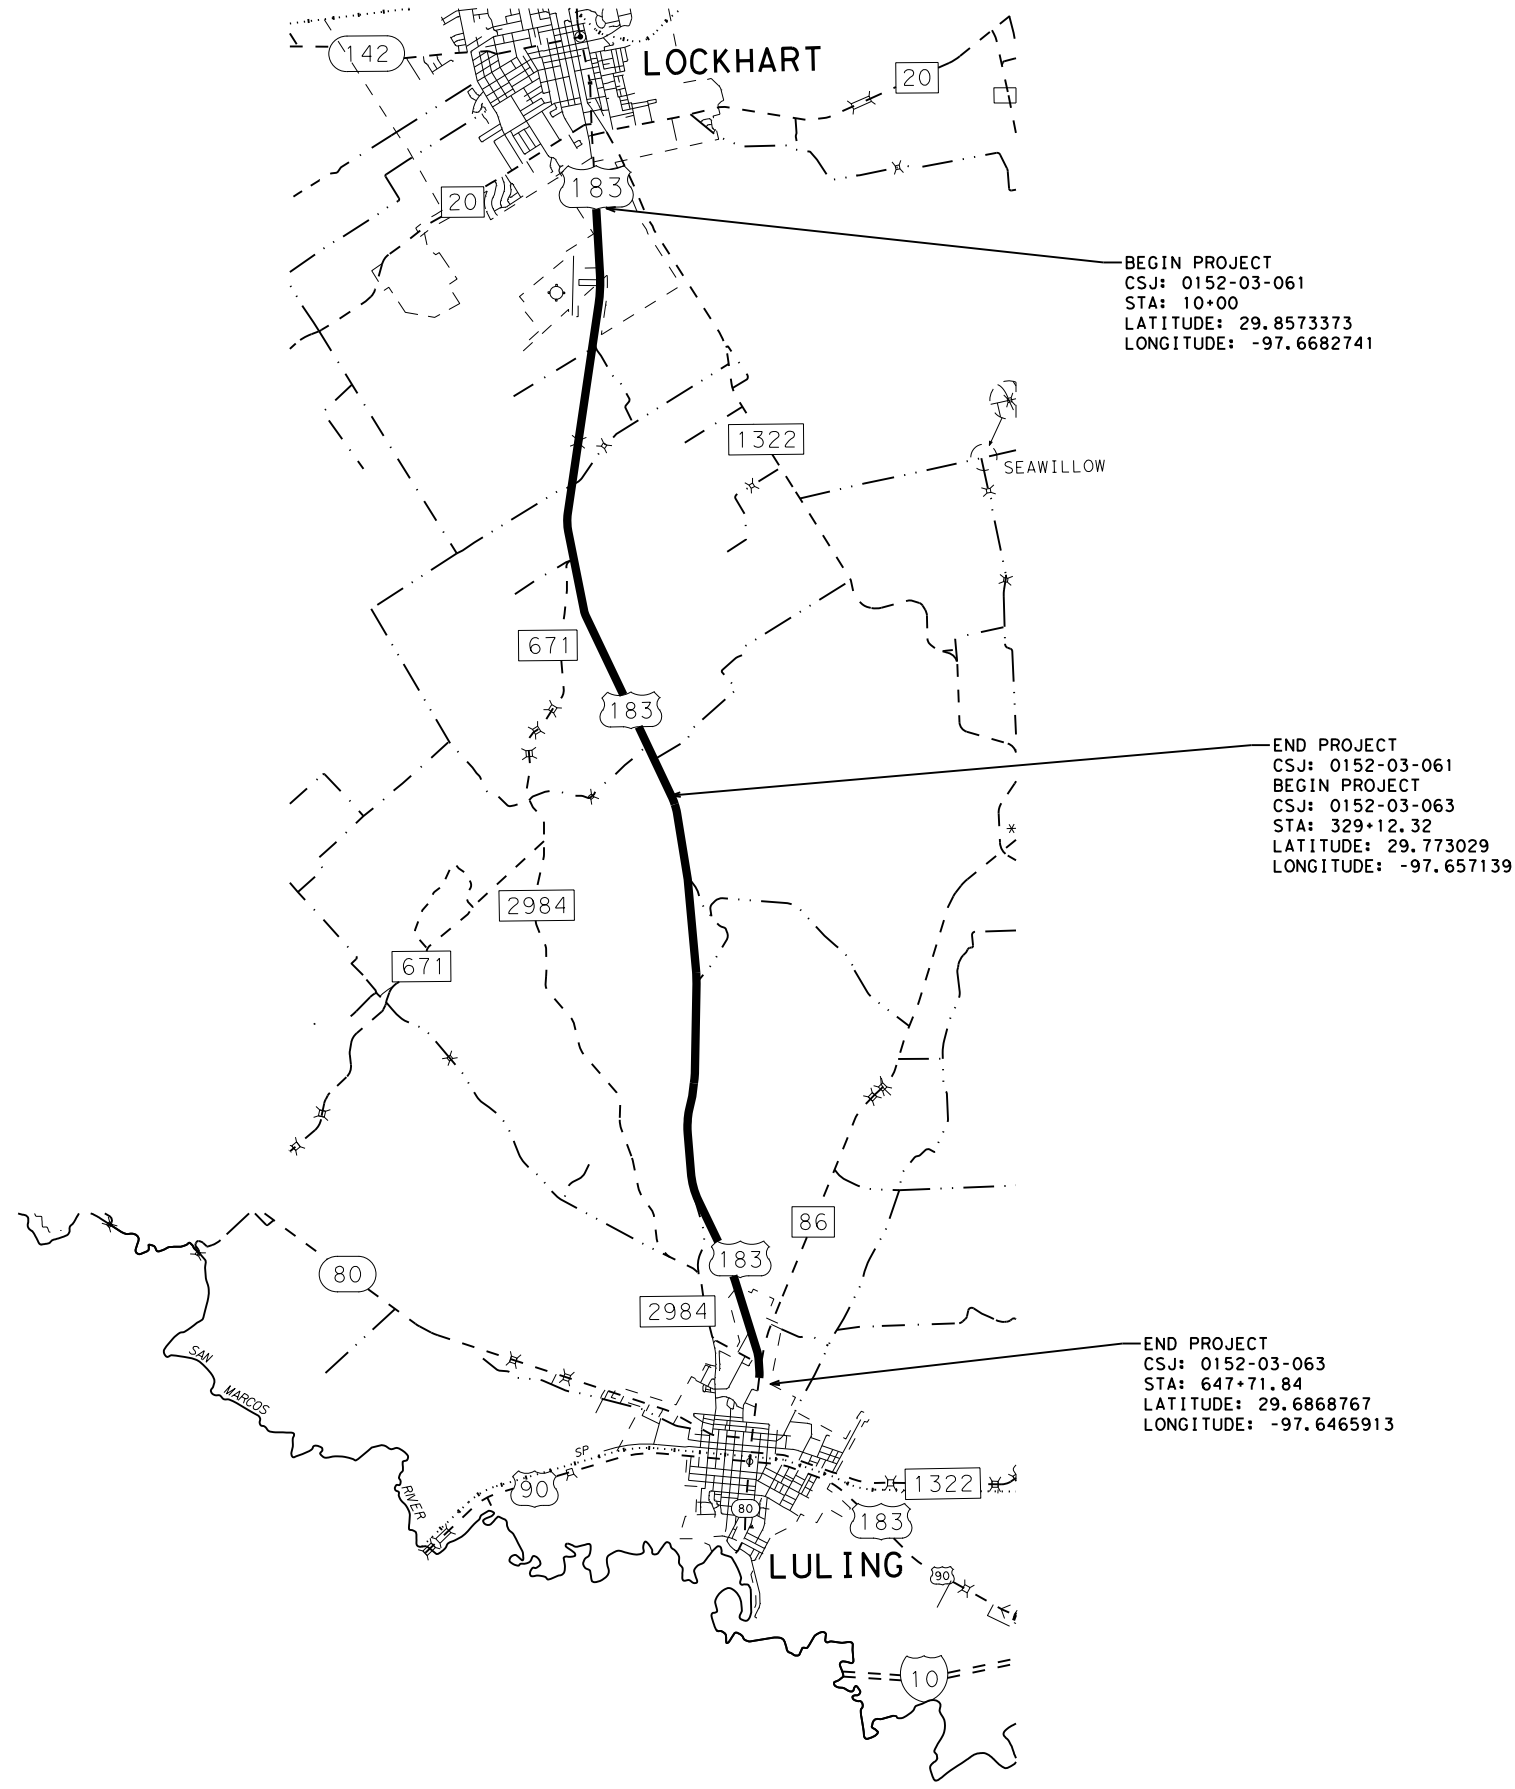 142
LOCKHART
20
20
183
BEGIN PROJECT
CSJ: 0152-03-061
STA: 10+00
LATITUDE: 29.8573373
LONGITUDE: -97.6682741
1322
SEAWILLOW
671
183
END PROJECT
CSJ: 0152-03-061
BEGIN PROJECT
CSJ: 0152-03-063
STA: 329+12.32
LATITUDE: 29.773029
LONGITUDE: -97.657139
2984
671
86
183
80
2984
END PROJECT
CSJ: 0152-03-063
STA: 647+71.84
LATITUDE: 29.6868767
LONGITUDE: -97.6465913
SAN
MARCOS
RIVER
SP
90
1322
80
183
LULING
90
10